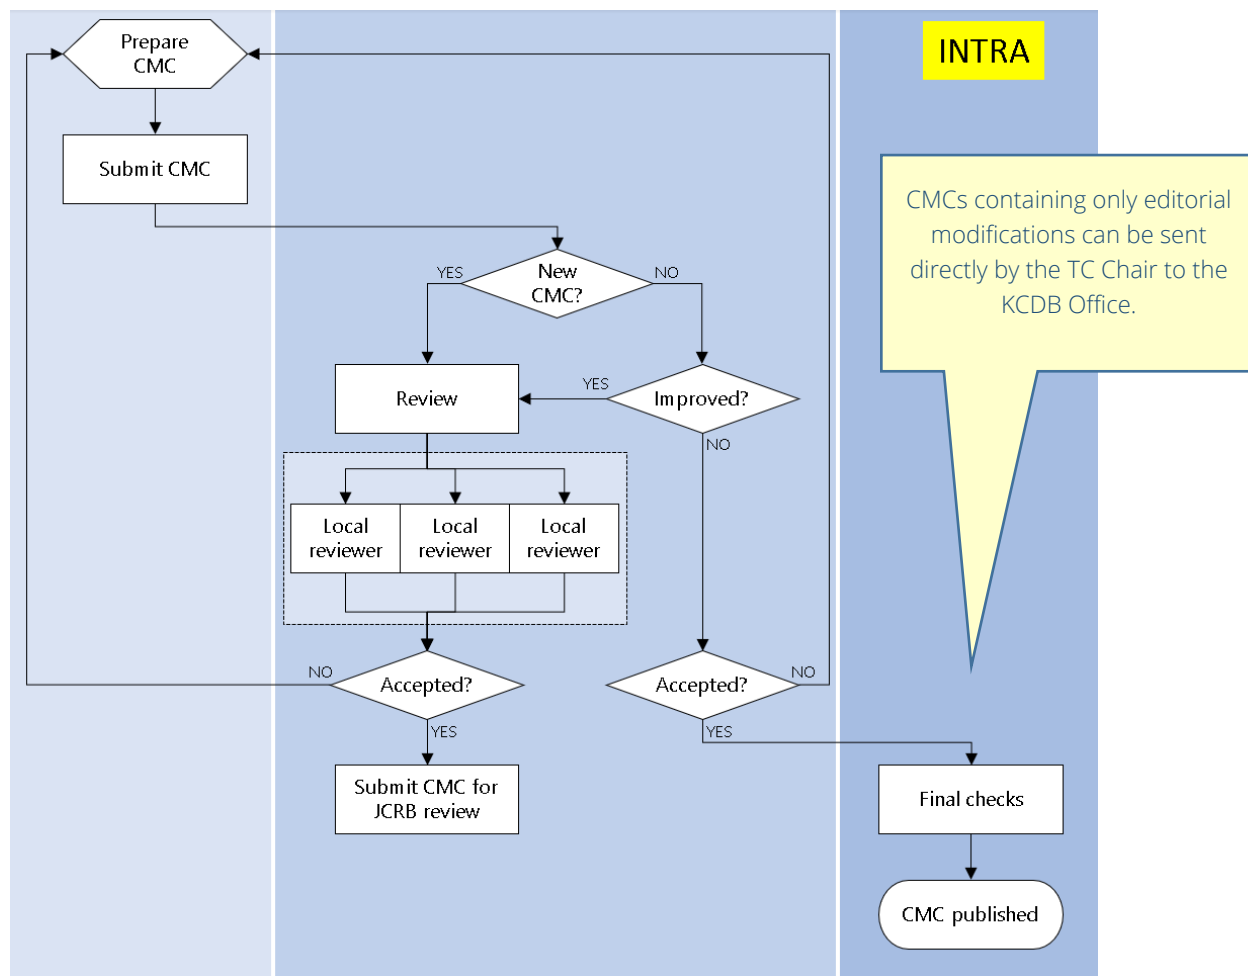 Prepare
CMC
INTRA
Submit CMC
CMCs containing only editorial
modifications can be sent
directly by the TC Chair to the
KCDB Office.
New
CMC?
YES
NO
Review
YES
Improved?
NO
Local
reviewer
Local
reviewer
Local
reviewer
NO
Accepted?
YES
Accepted?
NO
YES
Submit CMC for
JCRB review
Final checks
CMC published